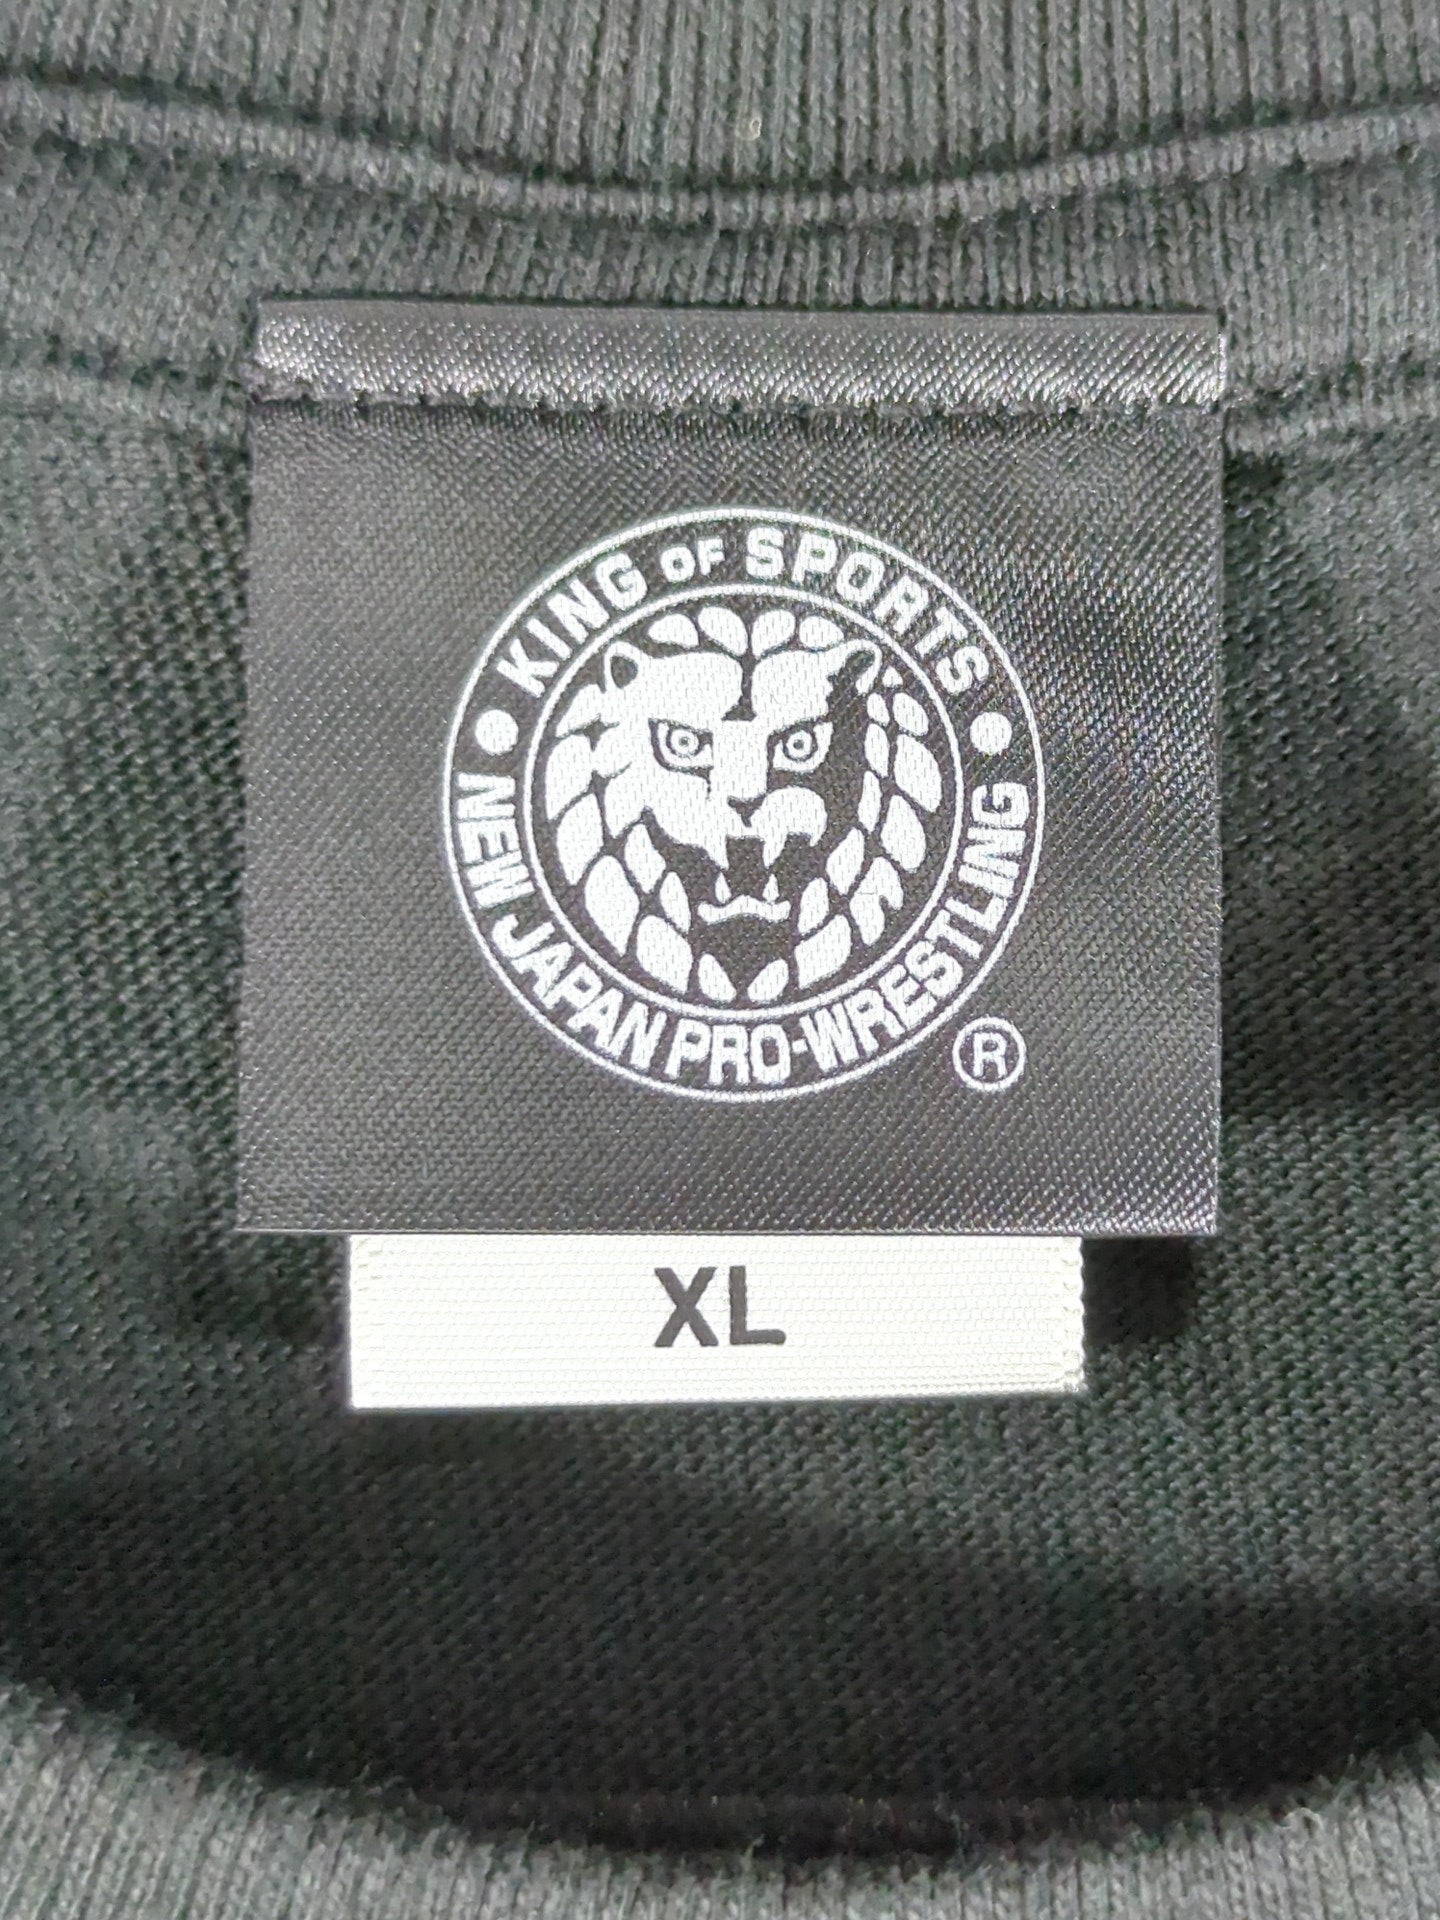 KING OF SPORTS
NEW JAPAN PRO-WRESTLING
®
XL